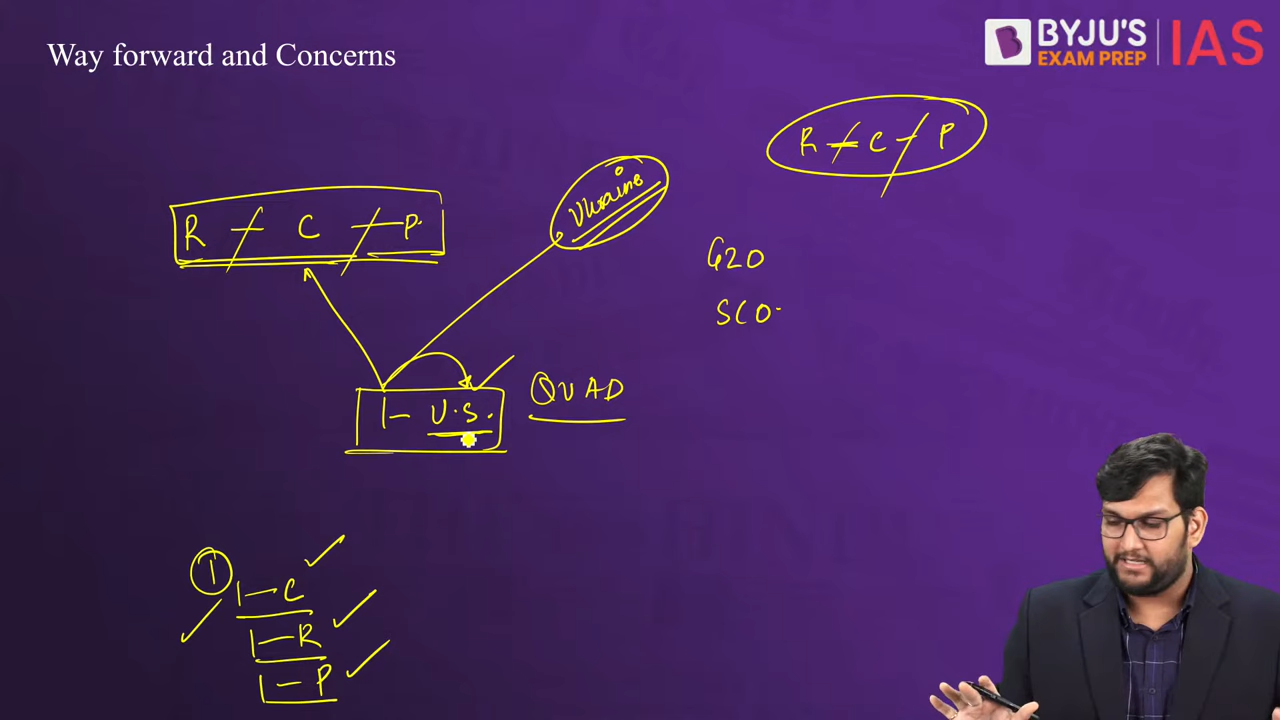 Way forward and Concerns
BYJU'S
EXAM PREP
IAS
R - C - P
Ukraine
R - C - P.
G20
SCO.
QUAD
I - U.S.
1
I - C
I - R
I - P